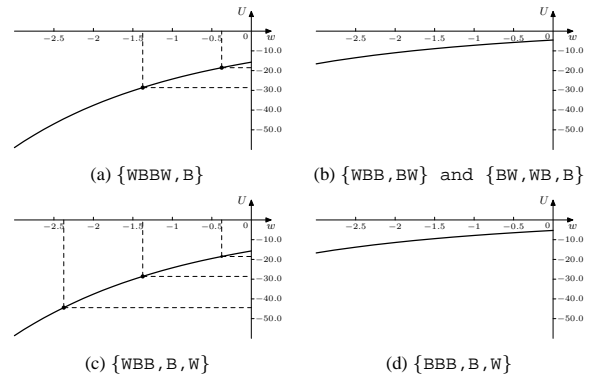 U
−2.5 −2 −1.5 −1 −0.5 0 w
−10.0
−20.0
−30.0
−40.0
−50.0
(a) {WBBW,B}
U
−2.5 −2 −1.5 −1 −0.5 0 w
−10.0
−20.0
−30.0
−40.0
−50.0
(b) {WBB,BW} and {BW,WB,B}
U
−2.5 −2 −1.5 −1 −0.5 0 w
−10.0
−20.0
−30.0
−40.0
−50.0
(c) {WBB,B,W}
U
−2.5 −2 −1.5 −1 −0.5 0 w
−10.0
−20.0
−30.0
−40.0
−50.0
(d) {BBB,B,W}